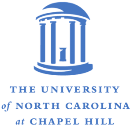 THE UNIVERSITY
of NORTH CAROLINA
at CHAPEL HILL